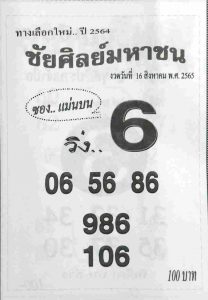 ทางเลือกใหม่..ปี 2564
ชัยศิลย์มหาชน
งวดวันที่ 16 สิงหาคม พ.ศ. 2565
ซอง..แม่นบน
วิ่ง.. 6
06 56 86
986
106
100 บาท